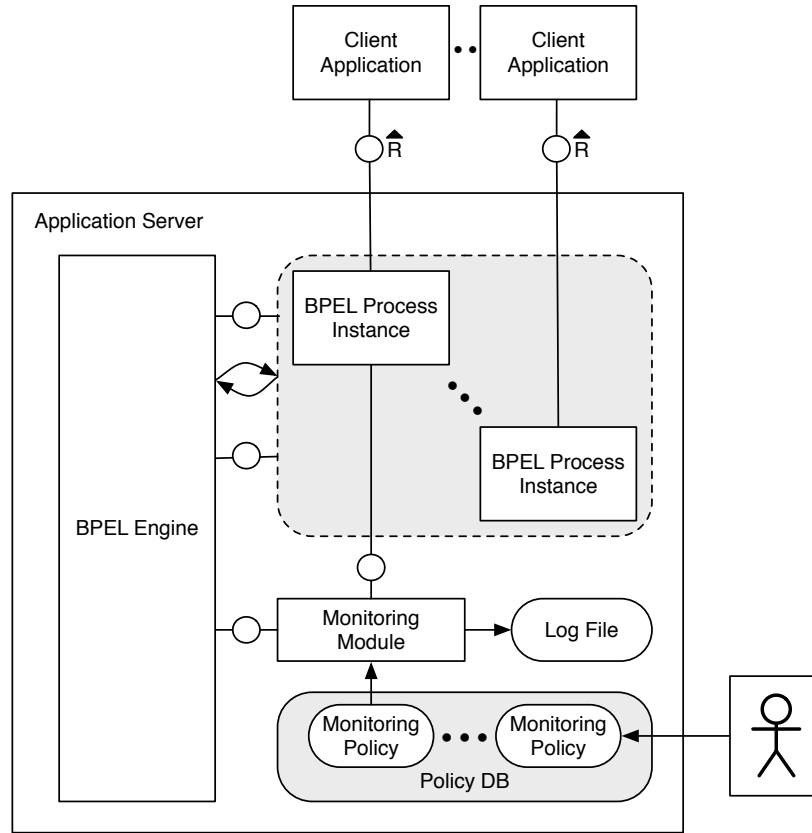 Client
Application
Client
Application
R
R
Application Server
BPEL Process
Instance
BPEL Process
Instance
BPEL Engine
Monitoring
Module
Log File
Monitoring
Policy
Monitoring
Policy
Policy DB